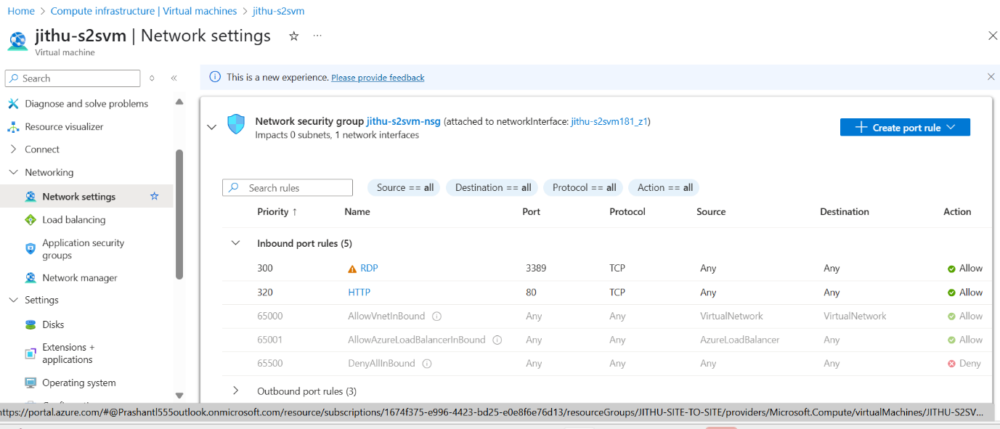 Home > Compute infrastructure | Virtual machines > jithu-s2svm
jithu-s2svm | Network settings
Virtual machine
Search
This is a new experience. Please provide feedback
Diagnose and solve problems
Resource visualizer
Connect
Networking
Network settings
Load balancing
Application security
groups
Network manager
Settings
Disks
Extensions +
applications
Operating system
Network security group jithu-s2svm-nsg (attached to networkInterface: jithu-s2svm181_z1)
Impacts 0 subnets, 1 network interfaces
Create port rule
Search rules
Source == all
Destination == all
Protocol == all
Action == all
Priority ↑ Name Port Protocol Source Destination Action
Inbound port rules (5)
300 RDP 3389 TCP Any Any Allow
320 HTTP 80 TCP Any Any Allow
65000 AllowVnetInBound Any Any VirtualNetwork VirtualNetwork Allow
65001 AllowAzureLoadBalancerInBound Any Any AzureLoadBalancer Any Allow
65500 DenyAllInBound Any Any Any Any Deny
Outbound port rules (3)
https://portal.azure.com/#@Prashantl555outlook.onmicrosoft.com/resource/subscriptions/1674f375-e996-4423-bd25-e0e8f6e76d13/resourceGroups/JITHU-SITE-TO-SITE/providers/Microsoft.Compute/virtualMachines/JITHU-S2SV...